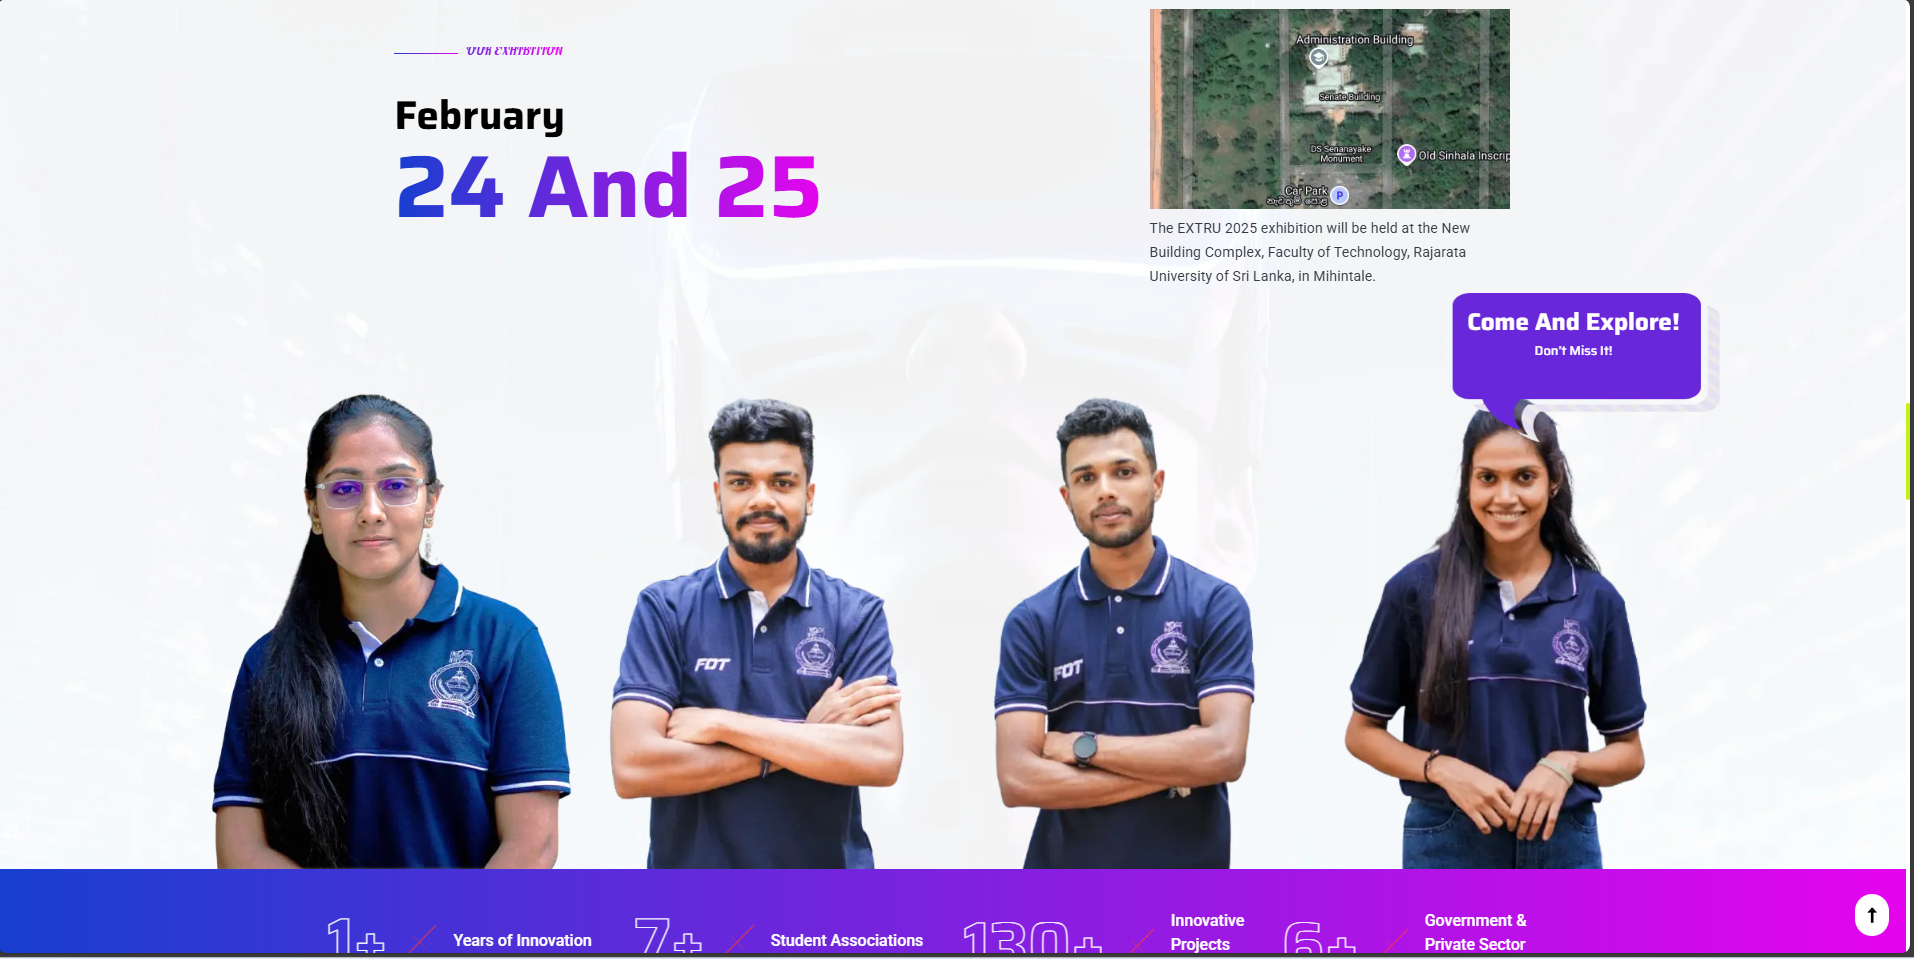 OUR EXHIBITION
February
24 And 25
Administration Building
Senate Building
DS Senanayake
Monument
Old Sinhala Inscrip
Car Park
P
The EXTRU 2025 exhibition will be held at the New
Building Complex, Faculty of Technology, Rajarata
University of Sri Lanka, in Mihintale.
Come And Explore!
Don't Miss It!
FOT
FOT
1+
Years of Innovation
7+
Student Associations
130+
Innovative
Projects
6+
Government &
Private Sector